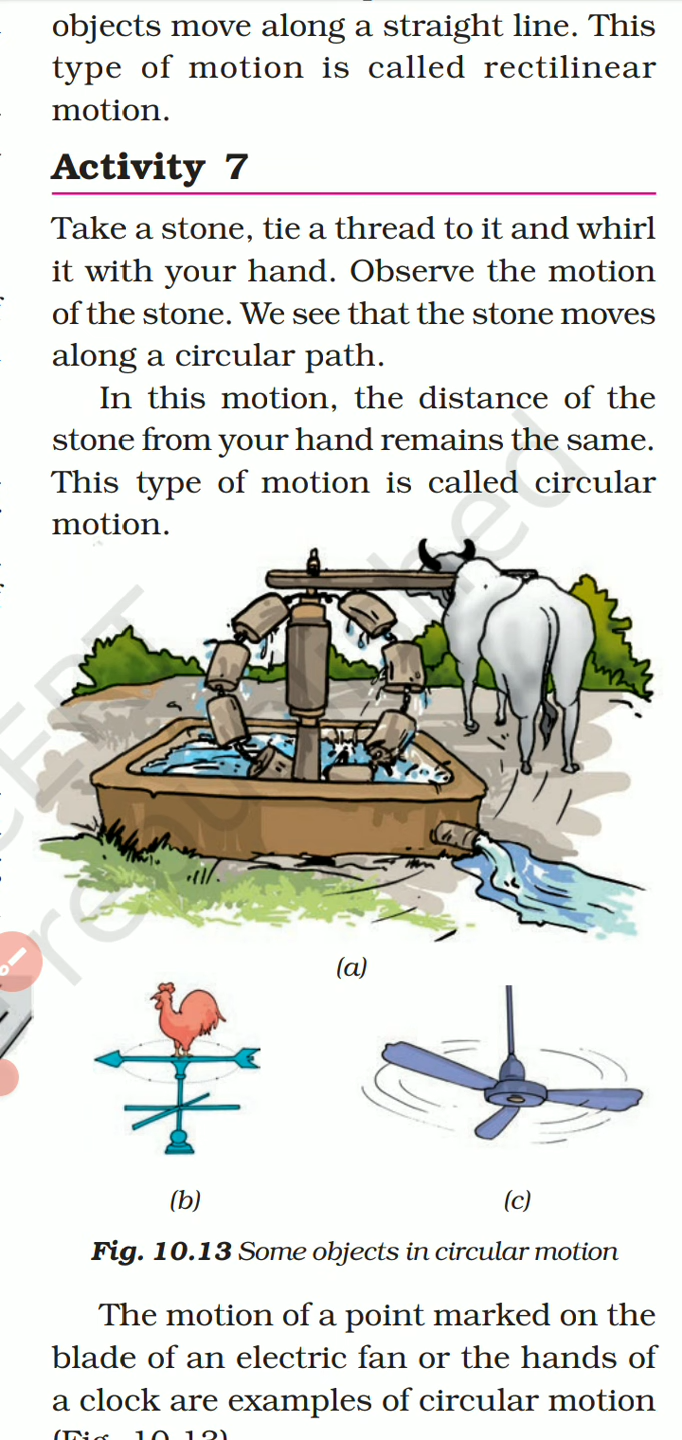 objects move along a straight line. This
type of motion is called rectilinear
motion.
Activity 7
Take a stone, tie a thread to it and whirl
it with your hand. Observe the motion
of the stone. We see that the stone moves
along a circular path.
In this motion, the distance of the
stone from your hand remains the same.
This type of motion is called circular
motion.
(a)
(b)
(c)
Fig. 10.13 Some objects in circular motion
The motion of a point marked on the
blade of an electric fan or the hands of
a clock are examples of circular motion
(Fig. 10.13)